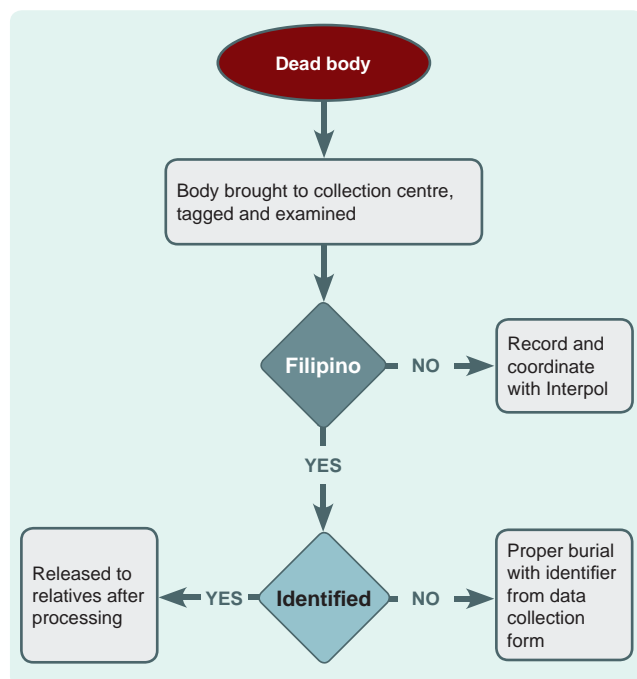 Dead body
Body brought to collection centre,
tagged and examined
Filipino
NO
Record and
coordinate
with Interpol
YES
Released to
relatives after
processing
YES
Identified
NO
Proper burial
with identifier
from data
collection
form